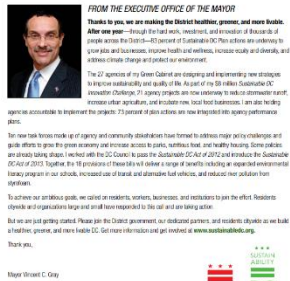 FROM THE EXECUTIVE OFFICE OF THE MAYOR
Thanks to you, we are making the District healthier, greener, and more livable.
After one year—through the hard work, investment, and innovation of thousands of
people across the District—83 percent of Sustainable DC Plan actions are underway to
grow jobs and businesses, improve health and wellness, increase equity and diversity, and
address climate change and protect our environment.
The 27 agencies of my Green Cabinet are designing and implementing new strategies
to improve sustainability and quality of life. As part of my $8 million Sustainable DC
Innovation Challenge, 21 agency projects are now underway to reduce stormwater runoff,
increase urban agriculture, and incubate new, local food businesses. I am also holding
agencies accountable to implement the projects: 75 percent of plan actions are now integrated into agency performance
plans.
Ten new task forces made up of agency and community stakeholders have formed to address major policy challenges and
guide efforts to grow the green economy and increase access to parks, nutritious food, and healthy housing. Some policies
are already taking shape. I worked with the DC Council to pass the Sustainable DC Act of 2012 and introduce the Sustainable
DC Act of 2013. Together, the 18 provisions of these bills will deliver a range of benefits including an expanded environmental
literacy program in our schools, increased use of transit and alternative fuel vehicles, and reduced river pollution from
styrofoam.
To achieve our ambitious goals, we called on residents, workers, businesses, and institutions to join the effort. Residents
citywide and organizations large and small have responded to this call and are taking action.
But we are just getting started. Please join the District government, our dedicated partners, and residents citywide as we build
a healthier, greener, and more livable DC. Get more information and get involved at www.sustainabledc.org.
Thank you,
Mayor Vincent C. Gray
SUSTAIN
ABILITY